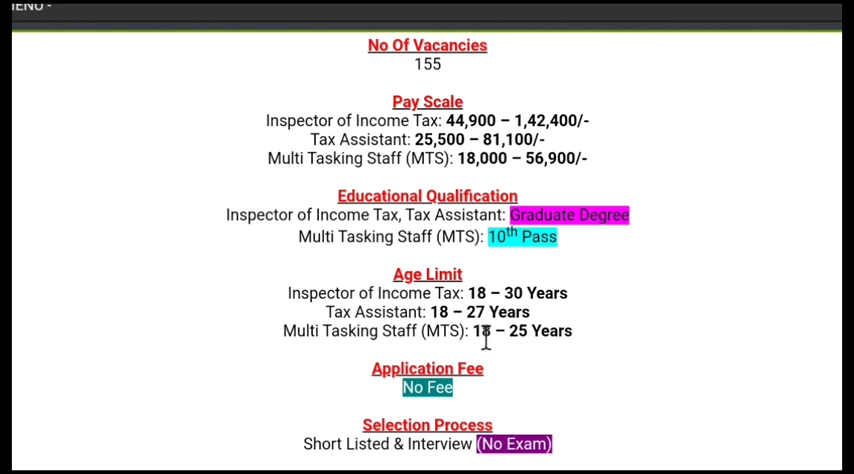 MENU -
No Of Vacancies
155
Pay Scale
Inspector of Income Tax: 44,900 – 1,42,400/-
Tax Assistant: 25,500 – 81,100/-
Multi Tasking Staff (MTS): 18,000 – 56,900/-
Educational Qualification
Inspector of Income Tax, Tax Assistant: Graduate Degree
Multi Tasking Staff (MTS): 10th Pass
Age Limit
Inspector of Income Tax: 18 – 30 Years
Tax Assistant: 18 – 27 Years
Multi Tasking Staff (MTS): 18 – 25 Years
Application Fee
No Fee
Selection Process
Short Listed & Interview (No Exam)